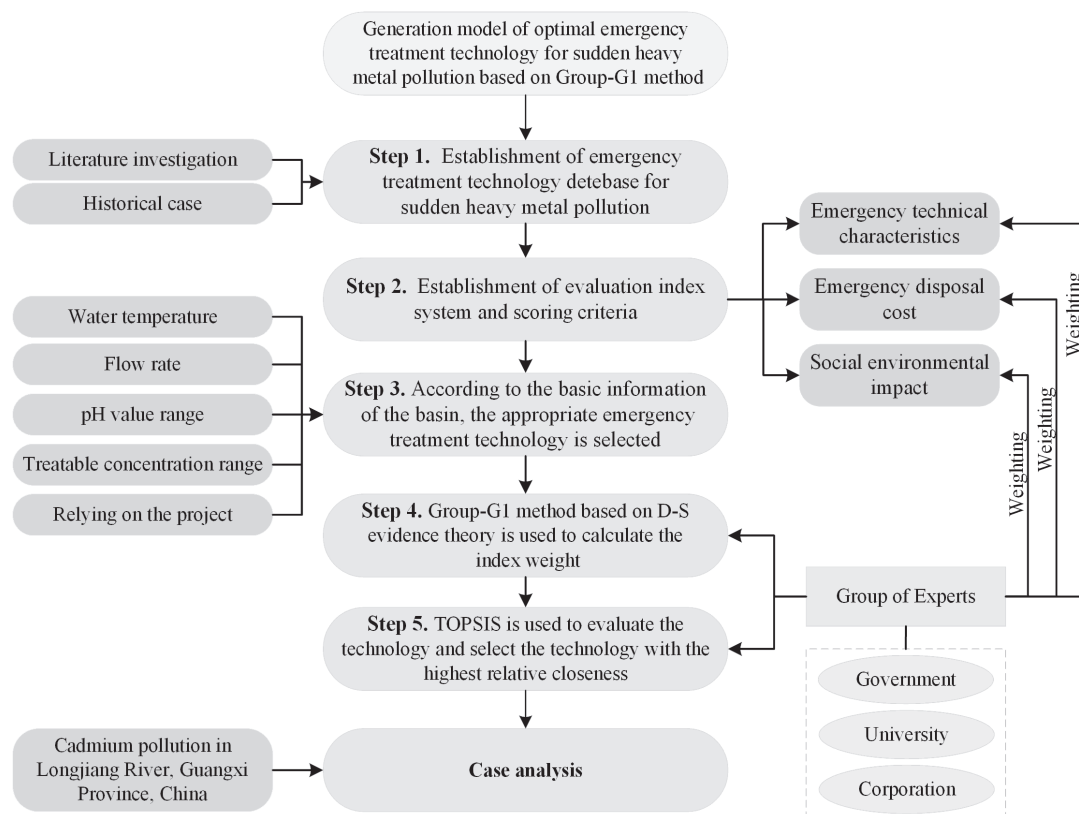 Generation model of optimal emergency
treatment technology for sudden heavy
metal pollution based on Group-G1 method
Literature investigation
Historical case
Step 1. Establishment of emergency
treatment technology detebase for
sudden heavy metal pollution
Step 2. Establishment of evaluation index
system and scoring criteria
Emergency technical
characteristics
Emergency disposal
cost
Social environmental
impact
Weighting
Weighting
Weighting
Water temperature
Flow rate
pH value range
Treatable concentration range
Relying on the project
Step 3. According to the basic information
of the basin, the appropriate emergency
treatment technology is selected
Step 4. Group-G1 method based on D-S
evidence theory is used to calculate the
index weight
Step 5. TOPSIS is used to evaluate the
technology and select the technology with the
highest relative closeness
Group of Experts
Government
University
Corporation
Cadmium pollution in
Longjiang River, Guangxi
Province, China
Case analysis